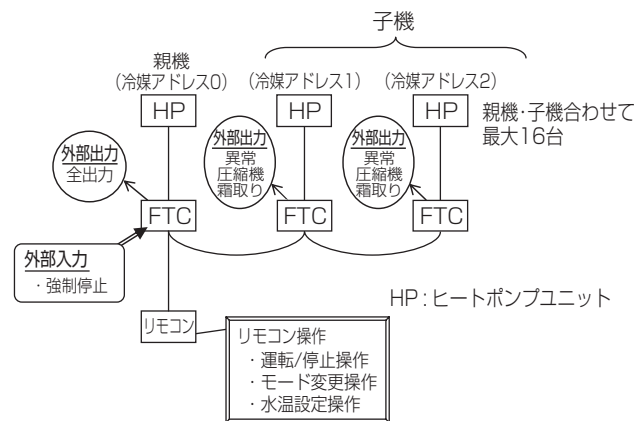 子機
親機
(冷媒アドレス0)
(冷媒アドレス1)
(冷媒アドレス2)
HP
HP
HP
親機・子機合わせて
最大16台
外部出力
全出力
外部出力
異常
圧縮機
霜取り
外部出力
異常
圧縮機
霜取り
FTC
FTC
FTC
外部入力
・強制停止
HP:ヒートポンプユニット
リモコン
リモコン操作
・運転/停止操作
・モード変更操作
・水温設定操作